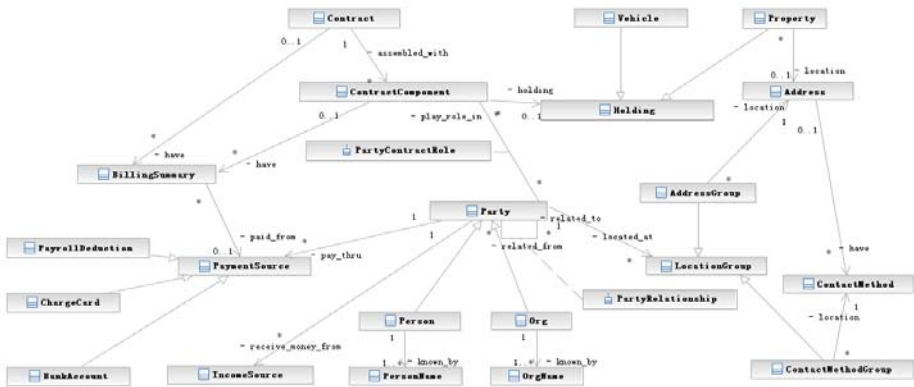 Contract
Vehicle
Property
0..1
1
- assembled_with
*
*
0..1
- location
ContractComponent
- holding
Address
0..1
- play_role_in
*
0..1
Holding
- location
1
0..1
PartyContractRole
*
- have
*
- have
BillingSummary
*
*
*
AddressGroup
Party
1
1
*
- related_to
1
- paid_from
*
- pay_thru
*
- related_from
- located_at
PayrollDeduction
0..1
PaymentSource
*
LocationGroup
*
- have
ContactMethod
ChargeCard
PartyRelationship
1
- location
Person
Org
1
1
*
- receive_money_from
1..*
- known_by
1..*
- known_by
*
BankAccount
IncomeSource
PersonName
OrgName
ContactMethodGroup